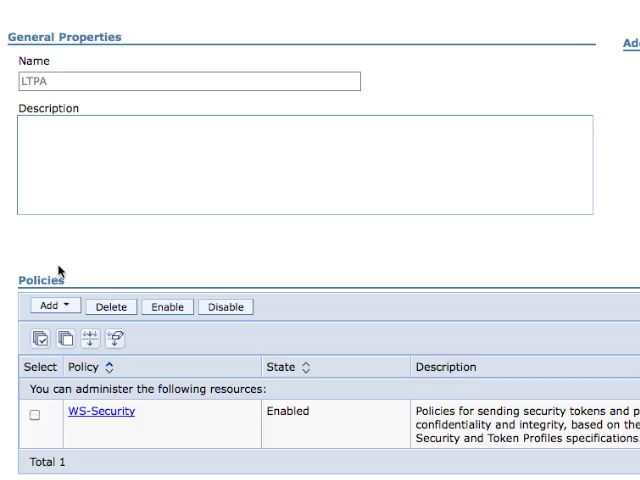 General Properties
Ad
Name
LTPA
Description
Policies
Add Delete Enable Disable
Select Policy State Description
You can administer the following resources:
WS-Security Enabled Policies for sending security tokens and p
confidentiality and integrity, based on the
Security and Token Profiles specifications.
Total 1